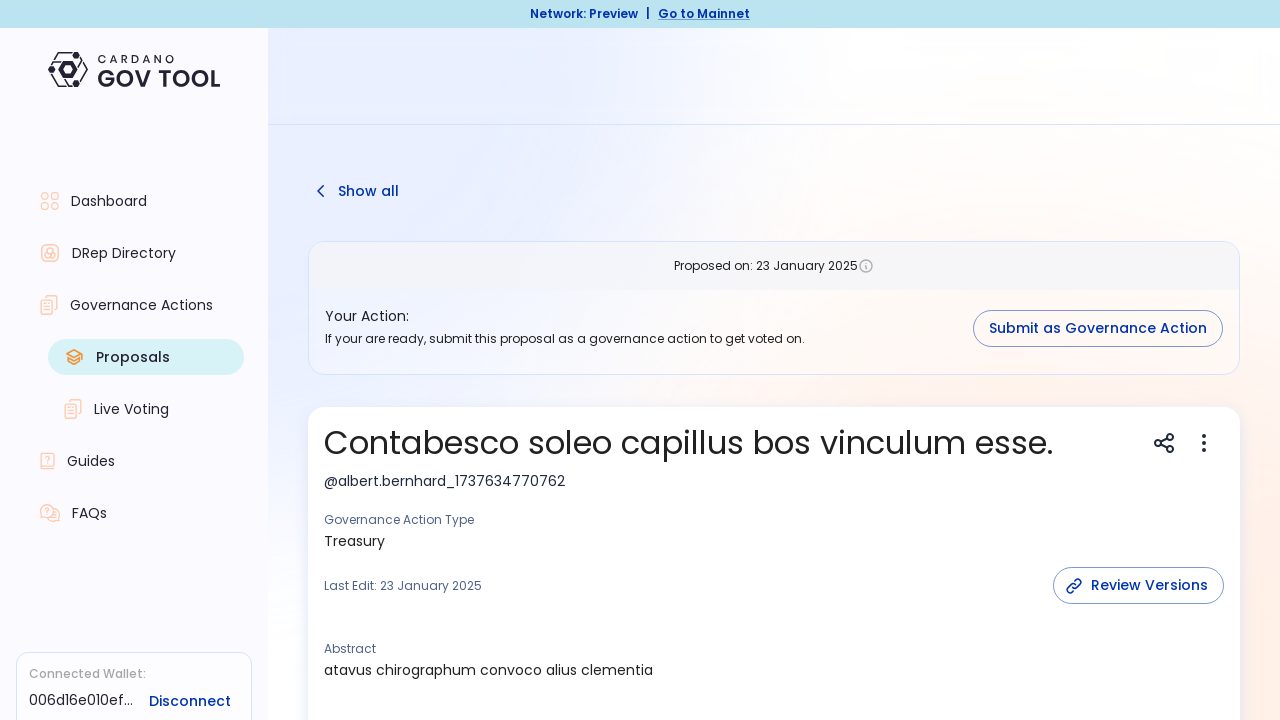 Network: Preview | Go to Mainnet
CARDANO
GOV TOOL
Dashboard
DRep Directory
Governance Actions
Proposals
Live Voting
Guides
FAQs
Connected Wallet:
006d16e010ef...
Disconnect
Show all
Proposed on: 23 January 2025
Your Action:
If your are ready, submit this proposal as a governance action to get voted on.
Submit as Governance Action
Contabesco soleo capillus bos vinculum esse.
@albert.bernhard_1737634770762
Governance Action Type
Treasury
Last Edit: 23 January 2025
Review Versions
Abstract
atavus chirographum convoco alius clementia